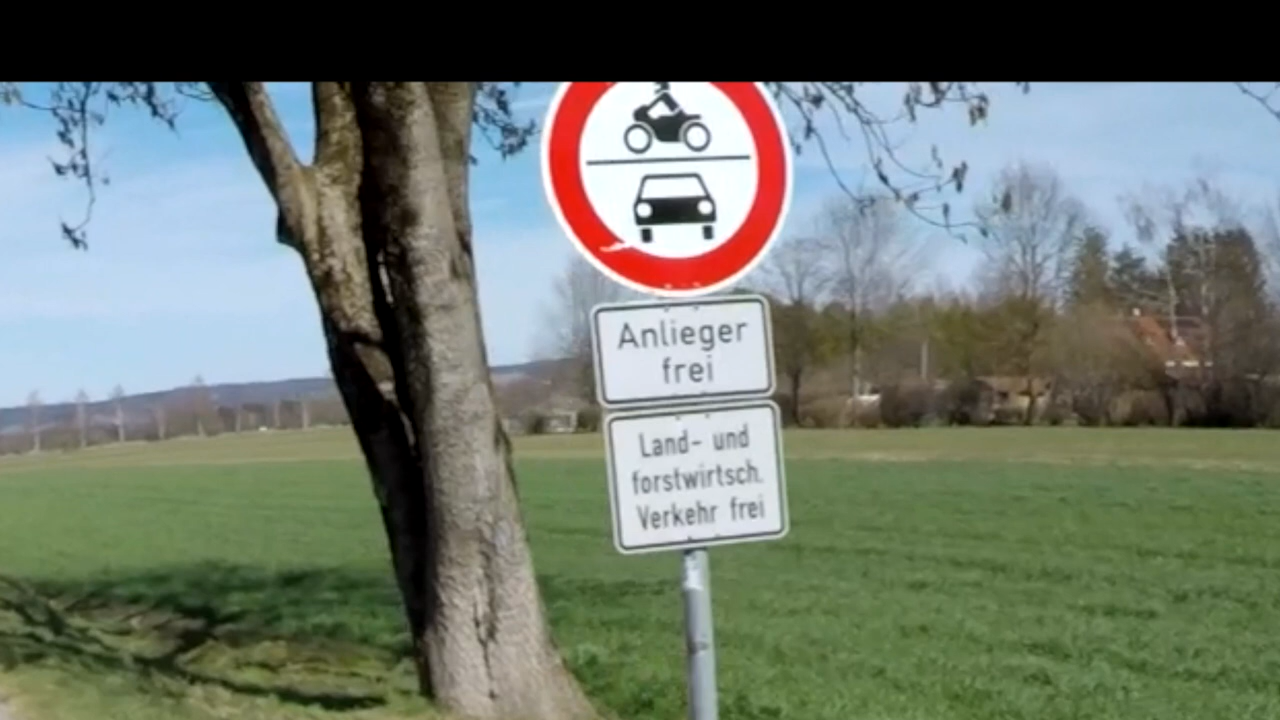 Anlieger
frei
Land- und
forstwirtsch.
Verkehr frei